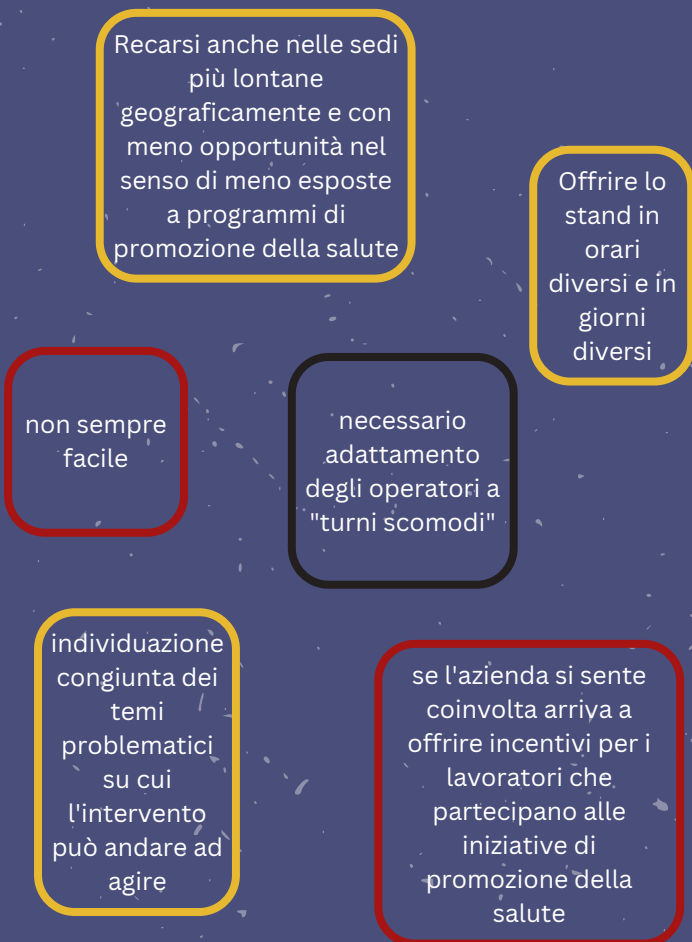 Recarsi anche nelle sedi
più lontane
geograficamente e con
meno opportunità nel
senso di meno esposte
a programmi di
promozione della salute
Offrire lo
stand in
orari
diversi e in
giorni
diversi
non sempre
facile
necessario
adattamento
degli operatori a
"turni scomodi"
individuazione
congiunta dei
temi
problematici
su cui
l'intervento
può andare ad
agire
se l'azienda si sente
coinvolta arriva a
offrire incentivi per i
lavoratori che
partecipano alle
iniziative di
promozione della
salute